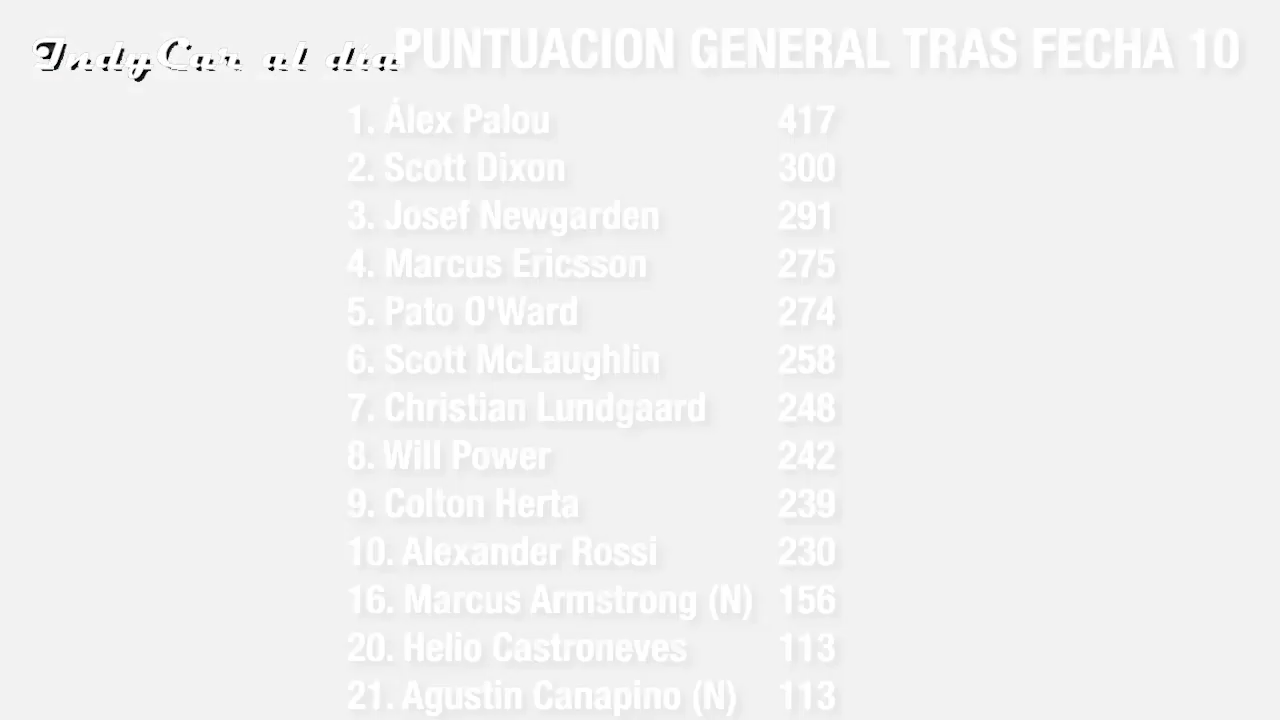 IndyCar al día PUNTUACION GENERAL TRAS FECHA 10
1. Álex Palou 417
2. Scott Dixon 300
3. Josef Newgarden 291
4. Marcus Ericsson 275
5. Pato O'Ward 274
6. Scott McLaughlin 258
7. Christian Lundgaard 248
8. Will Power 242
9. Colton Herta 239
10. Alexander Rossi 230
16. Marcus Armstrong (N) 156
20. Helio Castroneves 113
21. Agustin Canapino (N) 113